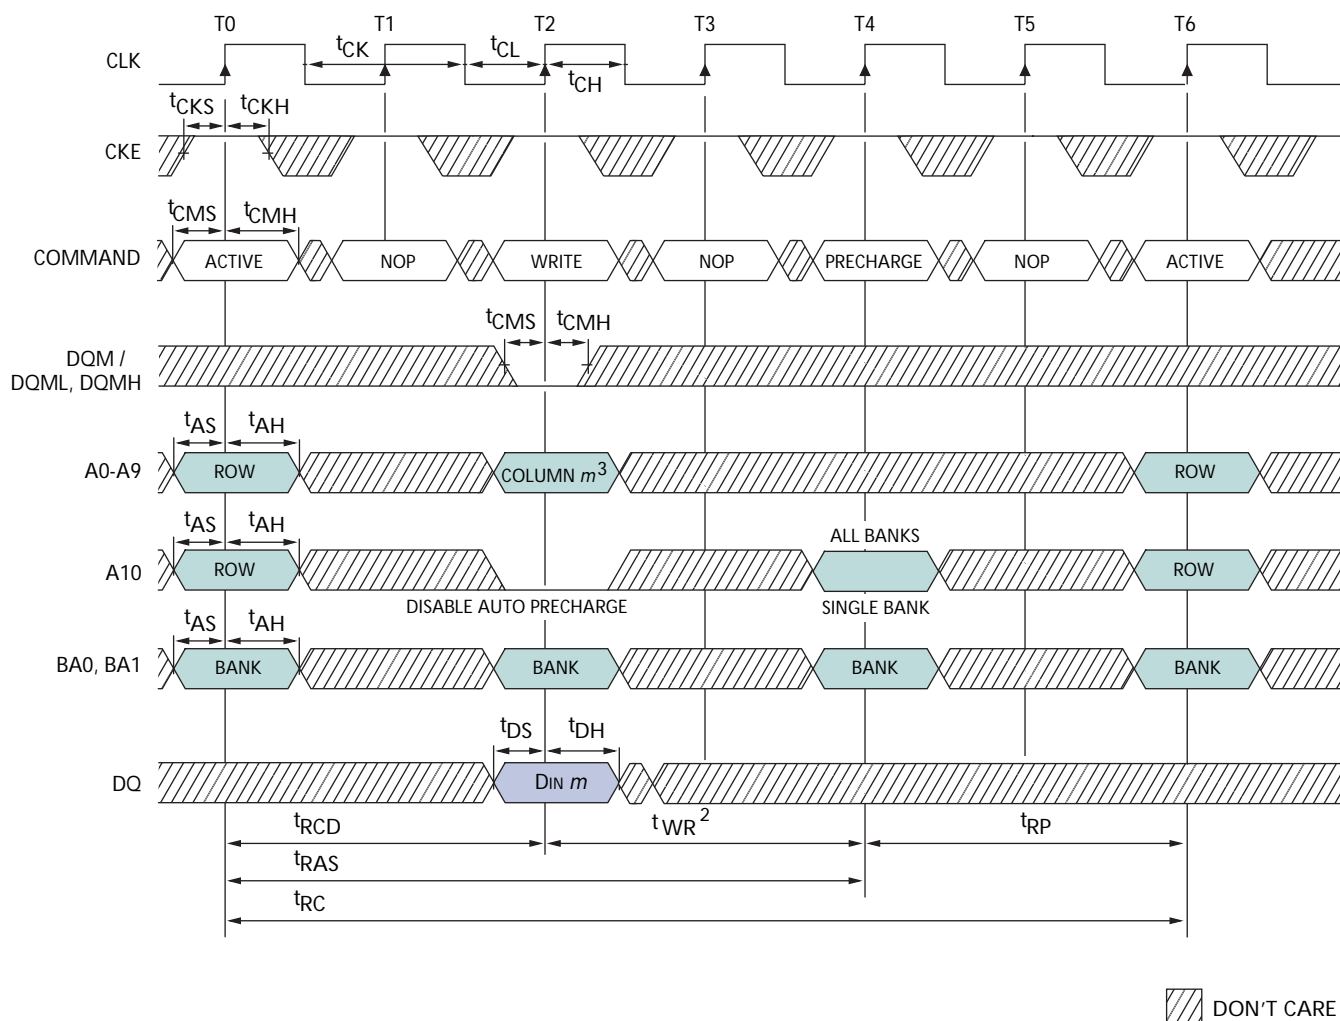 T0 T1 T2 T3 T4 T5 T6
CLK
tCK tCL
tCH
tCKS tCKH
CKE
tCMS tCMH
COMMAND ACTIVE NOP WRITE NOP PRECHARGE NOP ACTIVE
tCMS tCMH
DQM /
DQML, DQMH
tAS tAH
A0-A9 ROW COLUMN m3 ROW
tAS tAH
ALL BANKS
A10 ROW ROW
DISABLE AUTO PRECHARGE SINGLE BANK
tAS tAH
BA0, BA1 BANK BANK BANK BANK
tDS tDH
DQ DIN m
tRCD tWR2 tRP
tRAS
tRC
DON'T CARE